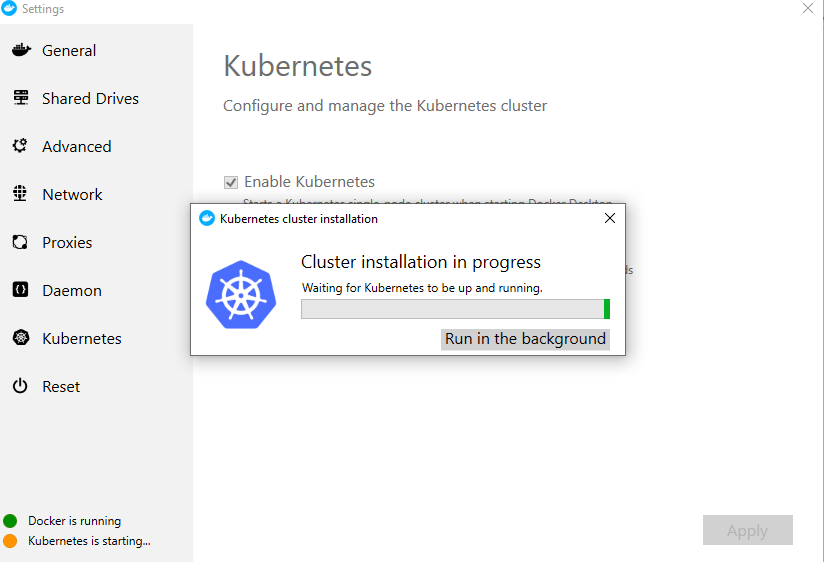 Settings
General
Shared Drives
Advanced
Network
Proxies
Daemon
Kubernetes
Reset
Docker is running
Kubernetes is starting...
Kubernetes
Configure and manage the Kubernetes cluster
Enable Kubernetes
Starts a Kubernetes single-node cluster when starting Docker Desktop
Kubernetes cluster installation
Cluster installation in progress
Waiting for Kubernetes to be up and running.
Run in the background
Apply